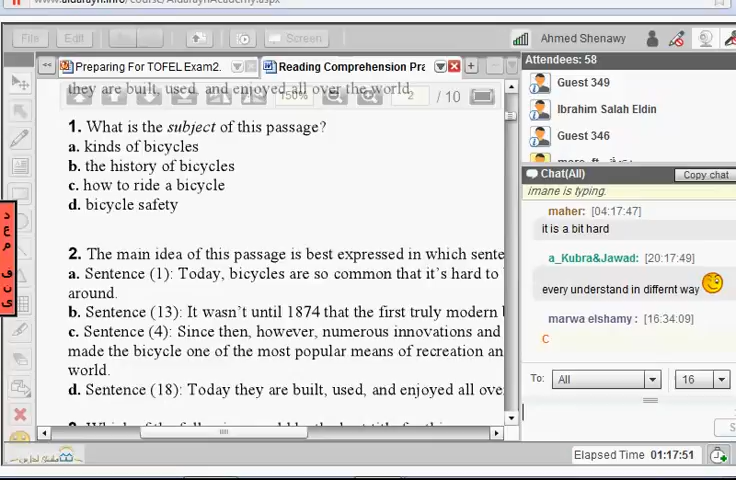 www.aldarayn.info/Course/AldaraynAcademy.aspx
File
Edit
Screen
Ahmed Shenawy
Preparing For TOFEL Exam2.
Reading Comprehension Pra
they are built, used, and enjoyed all over the world.
150%
2
/ 10
1. What is the subject of this passage?
a. kinds of bicycles
b. the history of bicycles
c. how to ride a bicycle
d. bicycle safety
2. The main idea of this passage is best expressed in which sente
a. Sentence (1): Today, bicycles are so common that it's hard to
around.
b. Sentence (13): It wasn't until 1874 that the first truly modern
c. Sentence (4): Since then, however, numerous innovations and
made the bicycle one of the most popular means of recreation an
world.
d. Sentence (18): Today they are built, used, and enjoyed all ove
Attendees: 58
Guest 349
Ibrahim Salah Eldin
Guest 346
Chat(All)
Copy chat
imane is typing.
maher: [04:17:47]
it is a bit hard
a_Kubra&Jawad: [20:17:49]
every understand in differnt way
marwa elshamy : [16:34:09]
C
To:
All
16
Elapsed Time
01:17:51